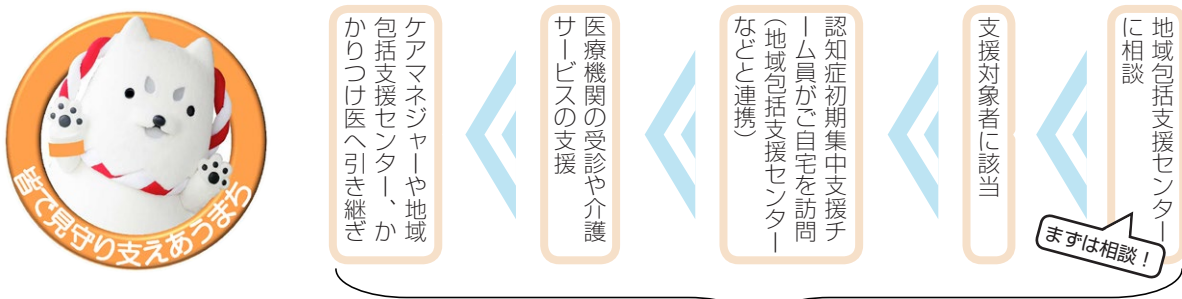 地域包括支援センター
に相談
まずは相談！
支援対象者に該当
認知症初期集中支援チ
ーム員がご自宅を訪問
（地域包括支援センター
などと連携）
医療機関の受診や介護
サービスの支援
ケアマネジャーや地域
包括支援センター、か
かりつけ医へ引き継ぎ
皆で見守り支えあうまち